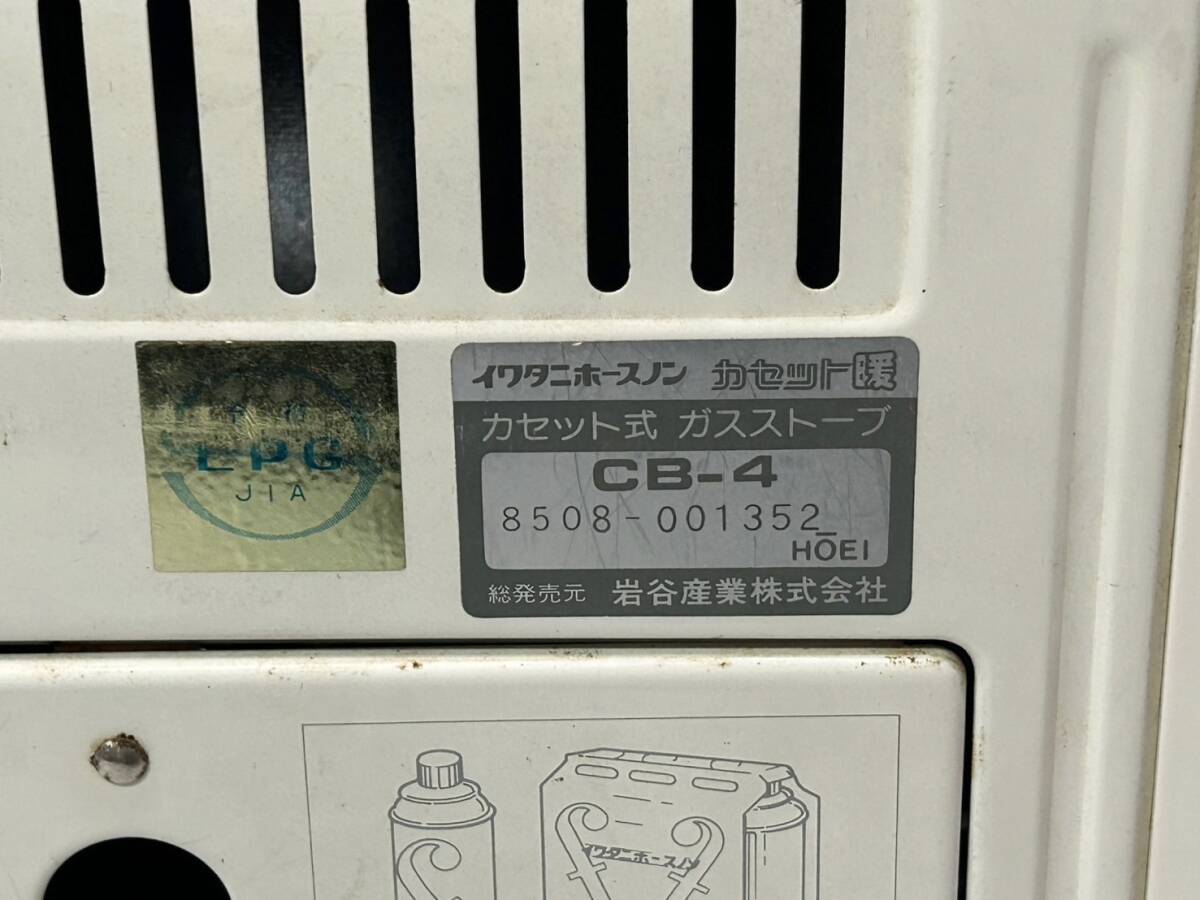 LPG
JIA
イワタニホースノン カセット暖
カセット式 ガスストーブ
CB-4
8508-001352
HOEI
総発売元 岩谷産業株式会社
イワタニホースノン